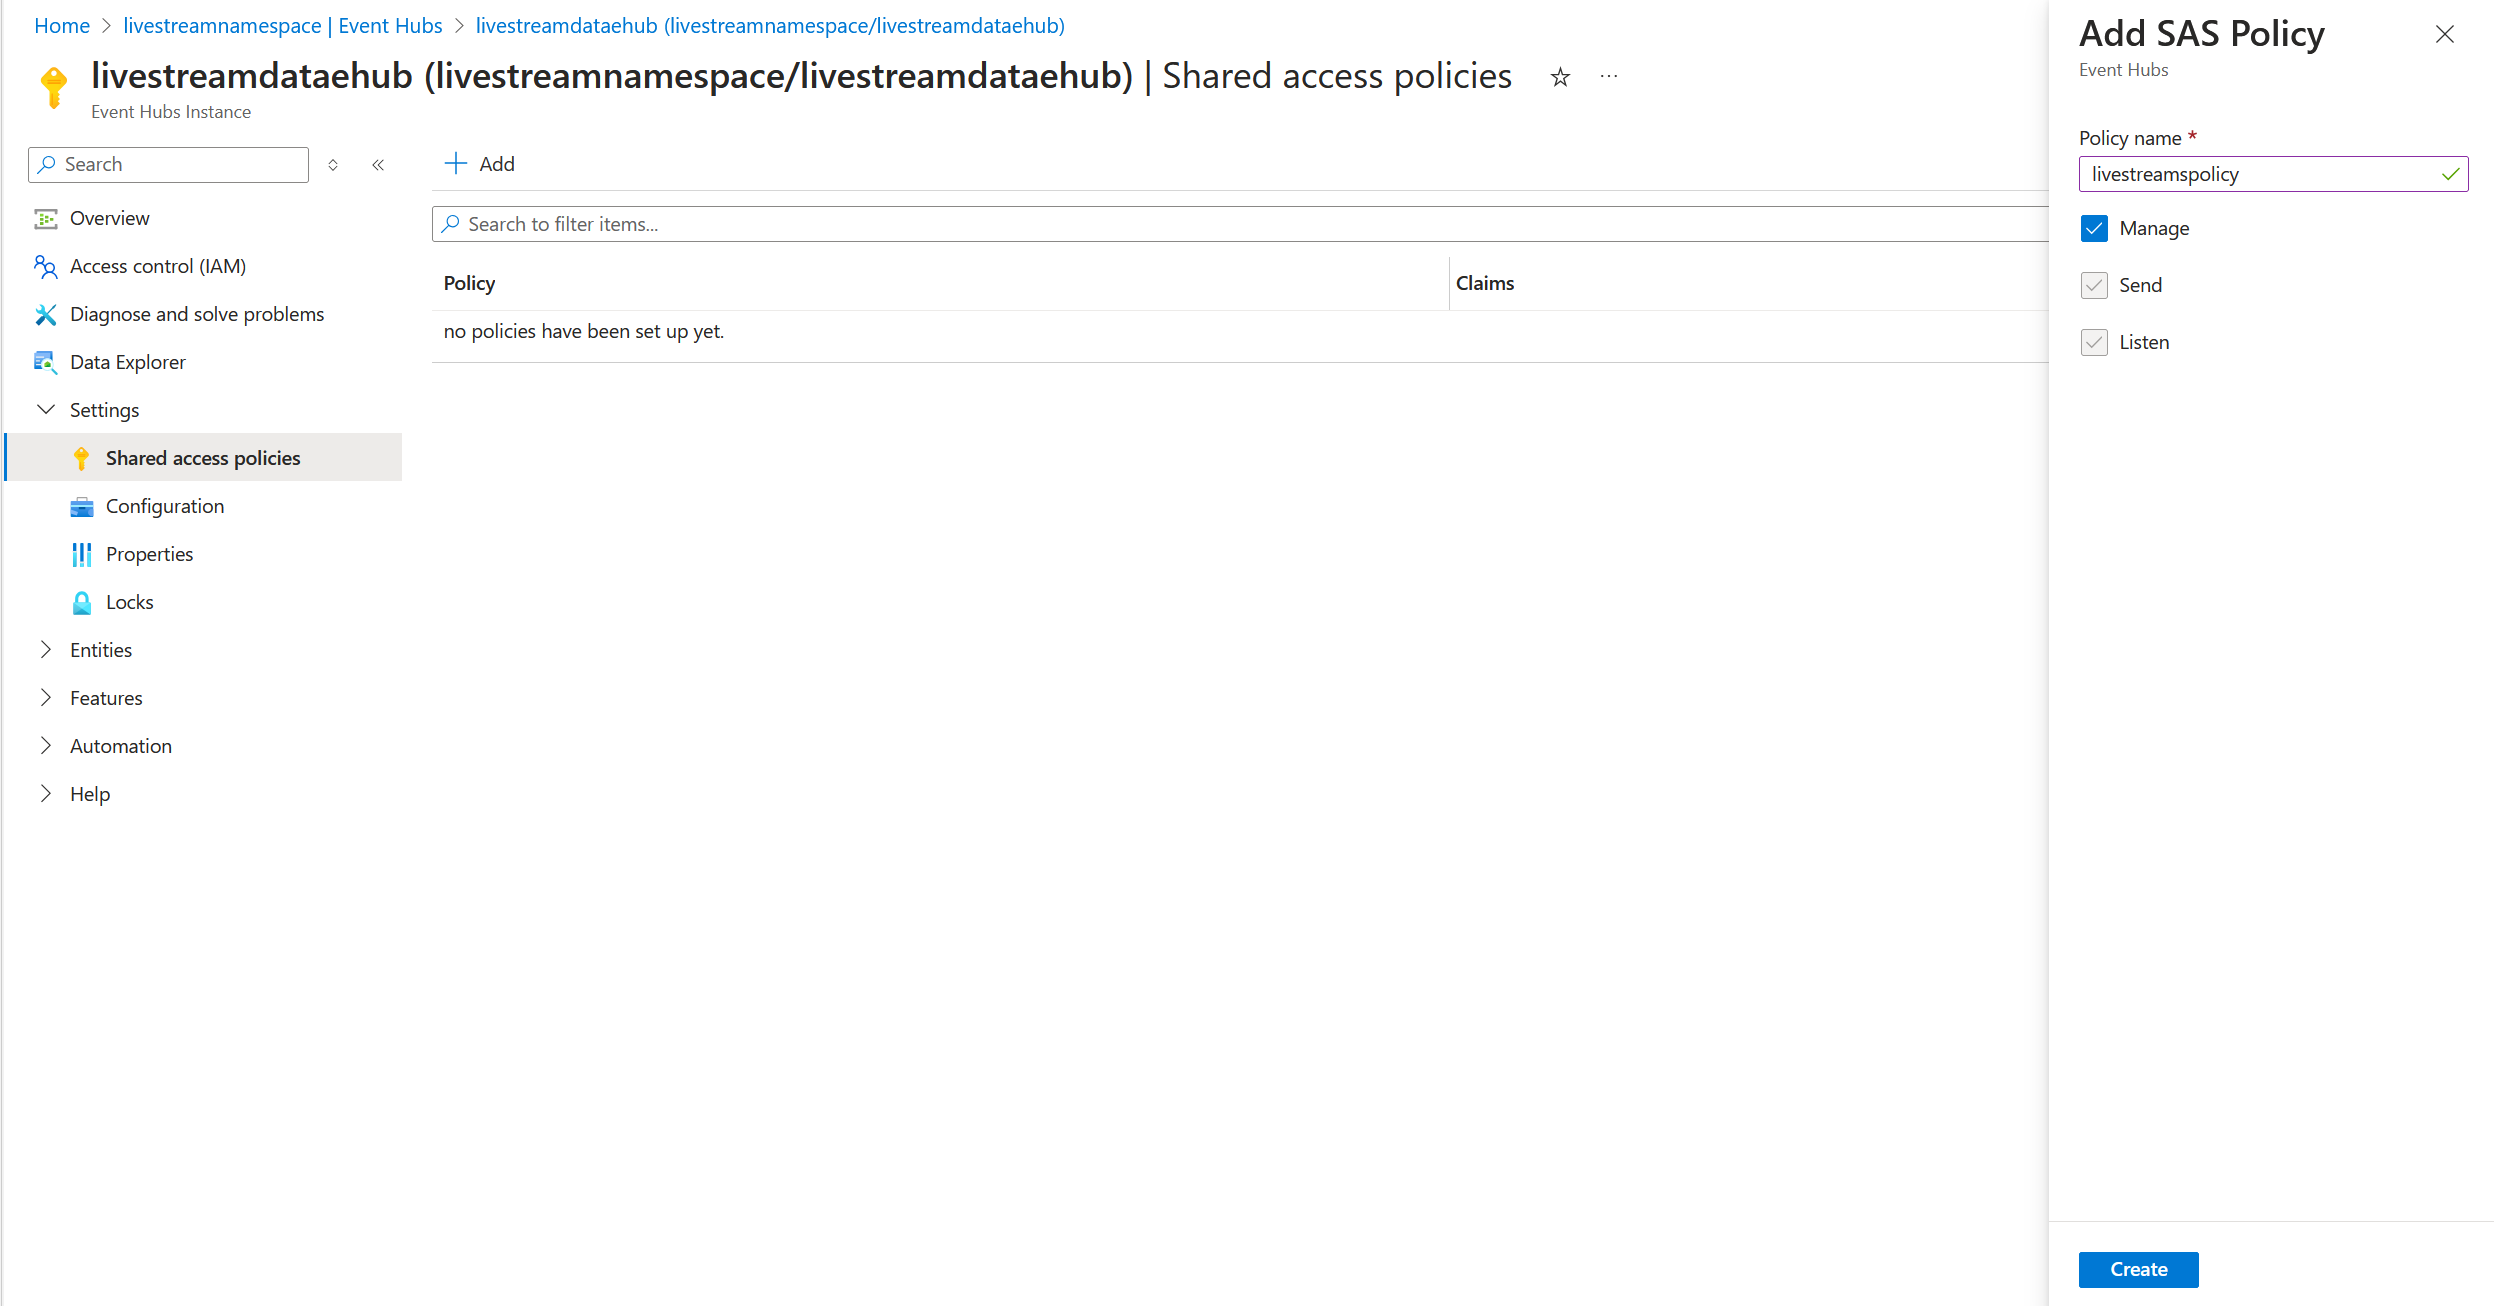 Home > livestreamnamespace | Event Hubs > livestreamdataehub (livestreamnamespace/livestreamdataehub)
livestreamdataehub (livestreamnamespace/livestreamdataehub) | Shared access policies
Event Hubs Instance
Search
Overview
Access control (IAM)
Diagnose and solve problems
Data Explorer
Settings
Shared access policies
Configuration
Properties
Locks
Entities
Features
Automation
Help
Add
Search to filter items...
Policy Claims
no policies have been set up yet.
Add SAS Policy
Event Hubs
Policy name *
livestreamspolicy
Manage
Send
Listen
Create